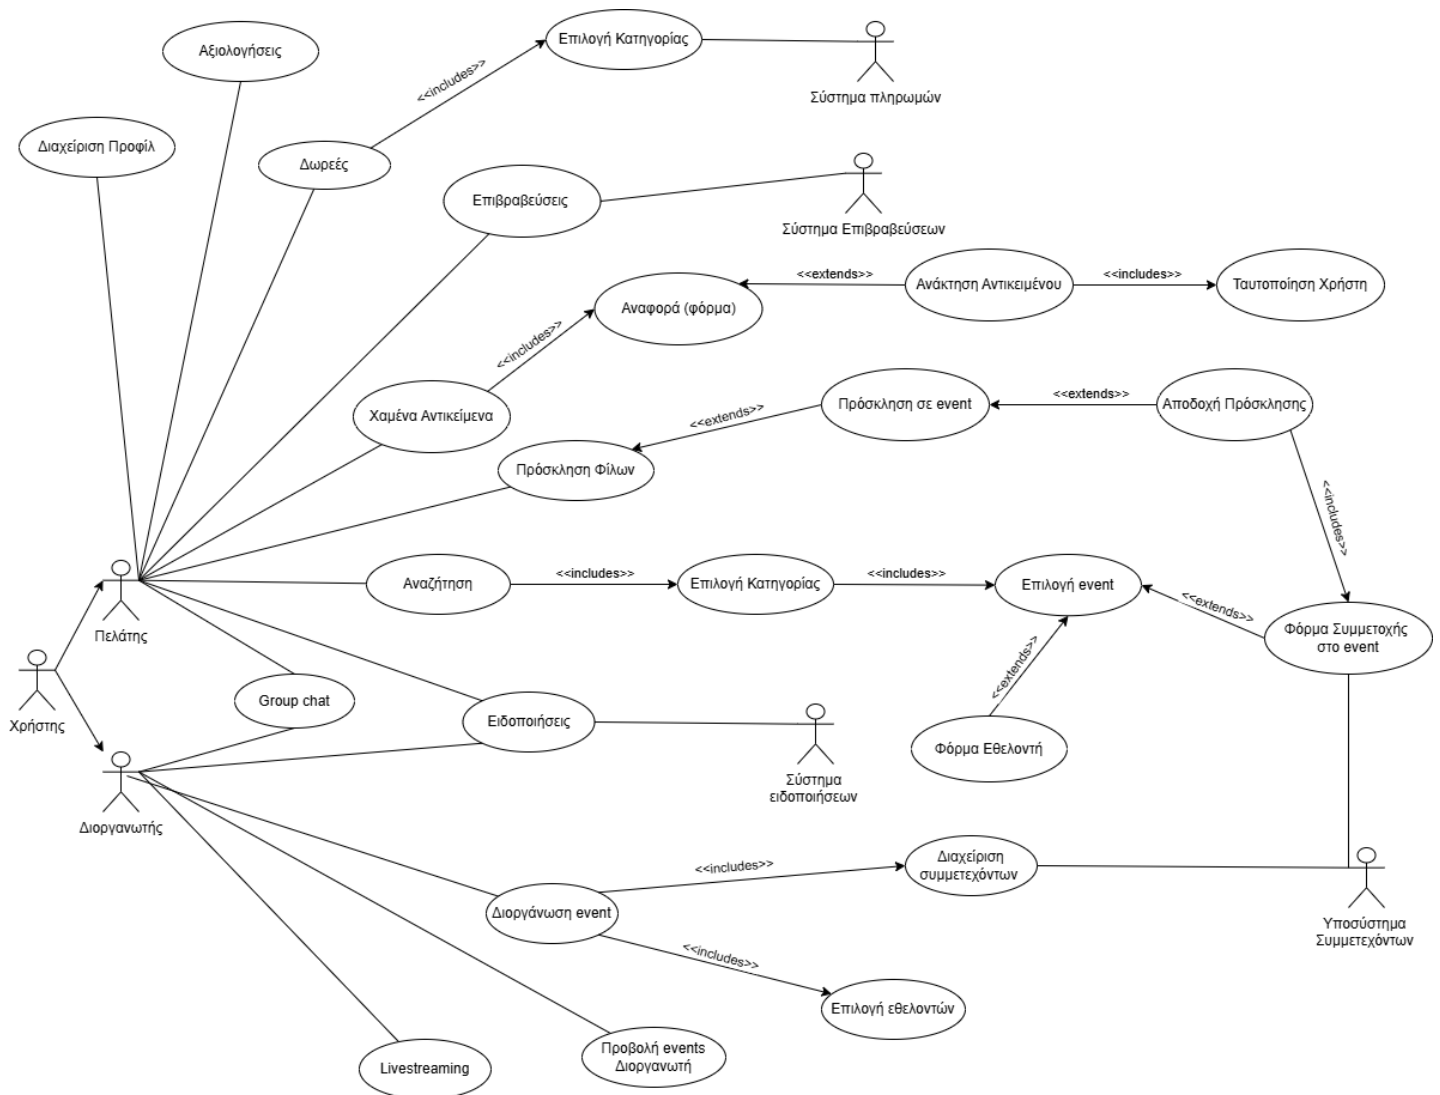 Αξιολογήσεις
Επιλογή Κατηγορίας
<<includes>>
Σύστημα πληρωμών
Διαχείριση Προφίλ
Δωρεές
Επιβραβεύσεις
Σύστημα Επιβραβεύσεων
<<extends>>
<<includes>>
Ανάκτηση Αντικειμένου
Ταυτοποίηση Χρήστη
Αναφορά (φόρμα)
<<includes>>
Χαμένα Αντικείμενα
Πρόσκληση σε event
<<extends>>
Αποδοχή Πρόσκλησης
<<extends>>
Πρόσκληση Φίλων
<<includes>>
Αναζήτηση
<<includes>>
Επιλογή Κατηγορίας
<<includes>>
Επιλογή event
<<extends>>
Φόρμα Συμμετοχής
στο event
Πελάτης
<<extends>>
Group chat
Ειδοποιήσεις
Χρήστης
Φόρμα Εθελοντή
Σύστημα
ειδοποιήσεων
Διοργανωτής
<<includes>>
Διαχείριση
συμμετεχόντων
Διοργάνωση event
Υποσύστημα
Συμμετεχόντων
<<includes>>
Επιλογή εθελοντών
Προβολή events
Διοργανωτή
Livestreaming